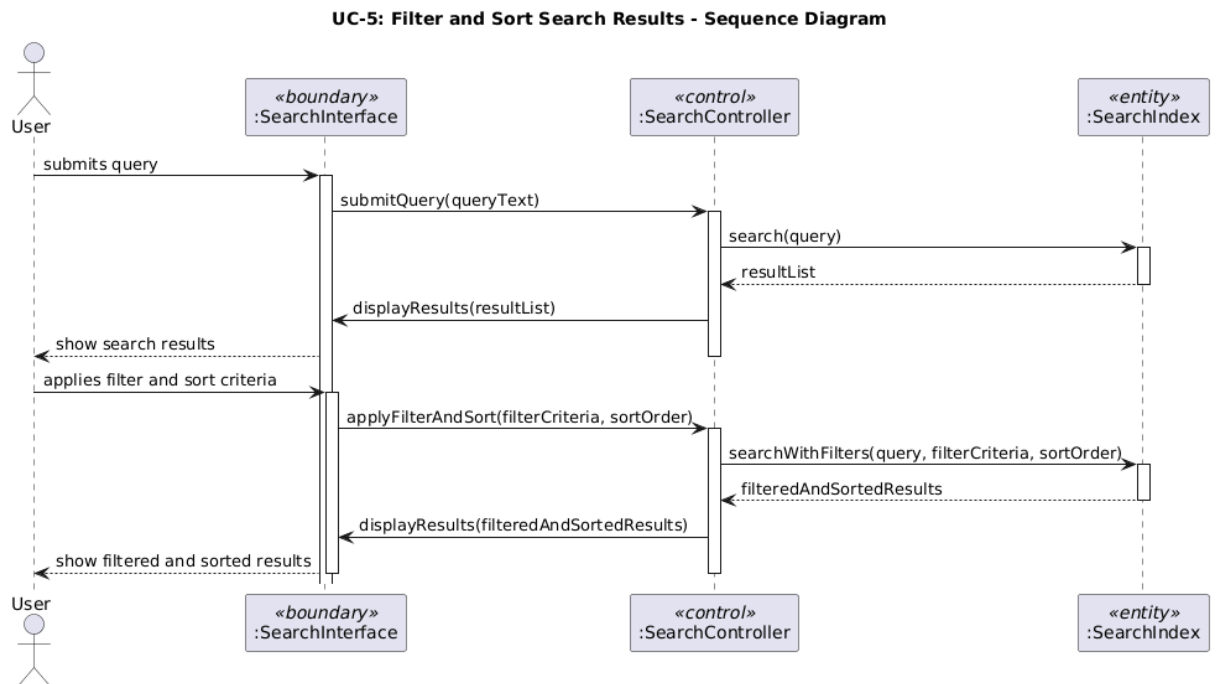 UC-5: Filter and Sort Search Results - Sequence Diagram
User
«boundary»
:SearchInterface
«control»
:SearchController
«entity»
:SearchIndex
submits query
submitQuery(queryText)
search(query)
resultList
displayResults(resultList)
show search results
applies filter and sort criteria
applyFilterAndSort(filterCriteria, sortOrder)
searchWithFilters(query, filterCriteria, sortOrder)
filteredAndSortedResults
displayResults(filteredAndSortedResults)
show filtered and sorted results
User
«boundary»
:SearchInterface
«control»
:SearchController
«entity»
:SearchIndex